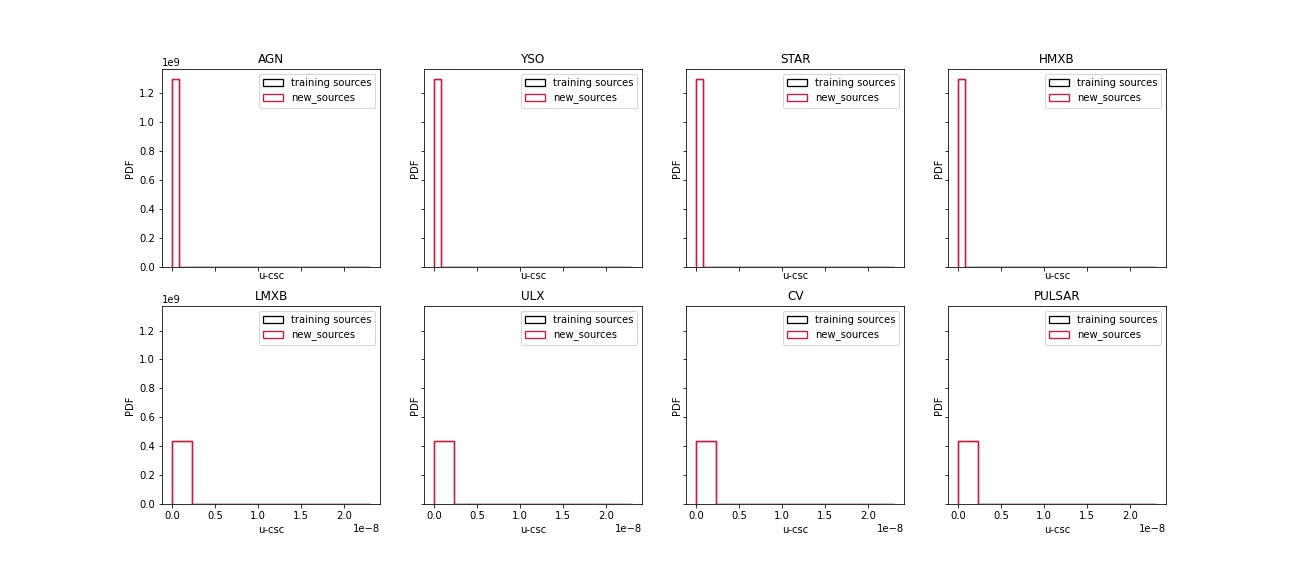 AGN
1e9
training sources
new_sources
1.2
1.0
0.8
0.6
0.4
0.2
0.0
PDF
u-csc
YSO
training sources
new_sources
PDF
u-csc
STAR
training sources
new_sources
PDF
u-csc
HMXB
training sources
new_sources
PDF
u-csc
LMXB
1e9
training sources
new_sources
1.2
1.0
0.8
0.6
0.4
0.2
0.0
PDF
0.0 0.5 1.0 1.5 2.0
1e−8
u-csc
ULX
training sources
new_sources
PDF
0.0 0.5 1.0 1.5 2.0
1e−8
u-csc
CV
training sources
new_sources
PDF
0.0 0.5 1.0 1.5 2.0
1e−8
u-csc
PULSAR
training sources
new_sources
PDF
0.0 0.5 1.0 1.5 2.0
1e−8
u-csc